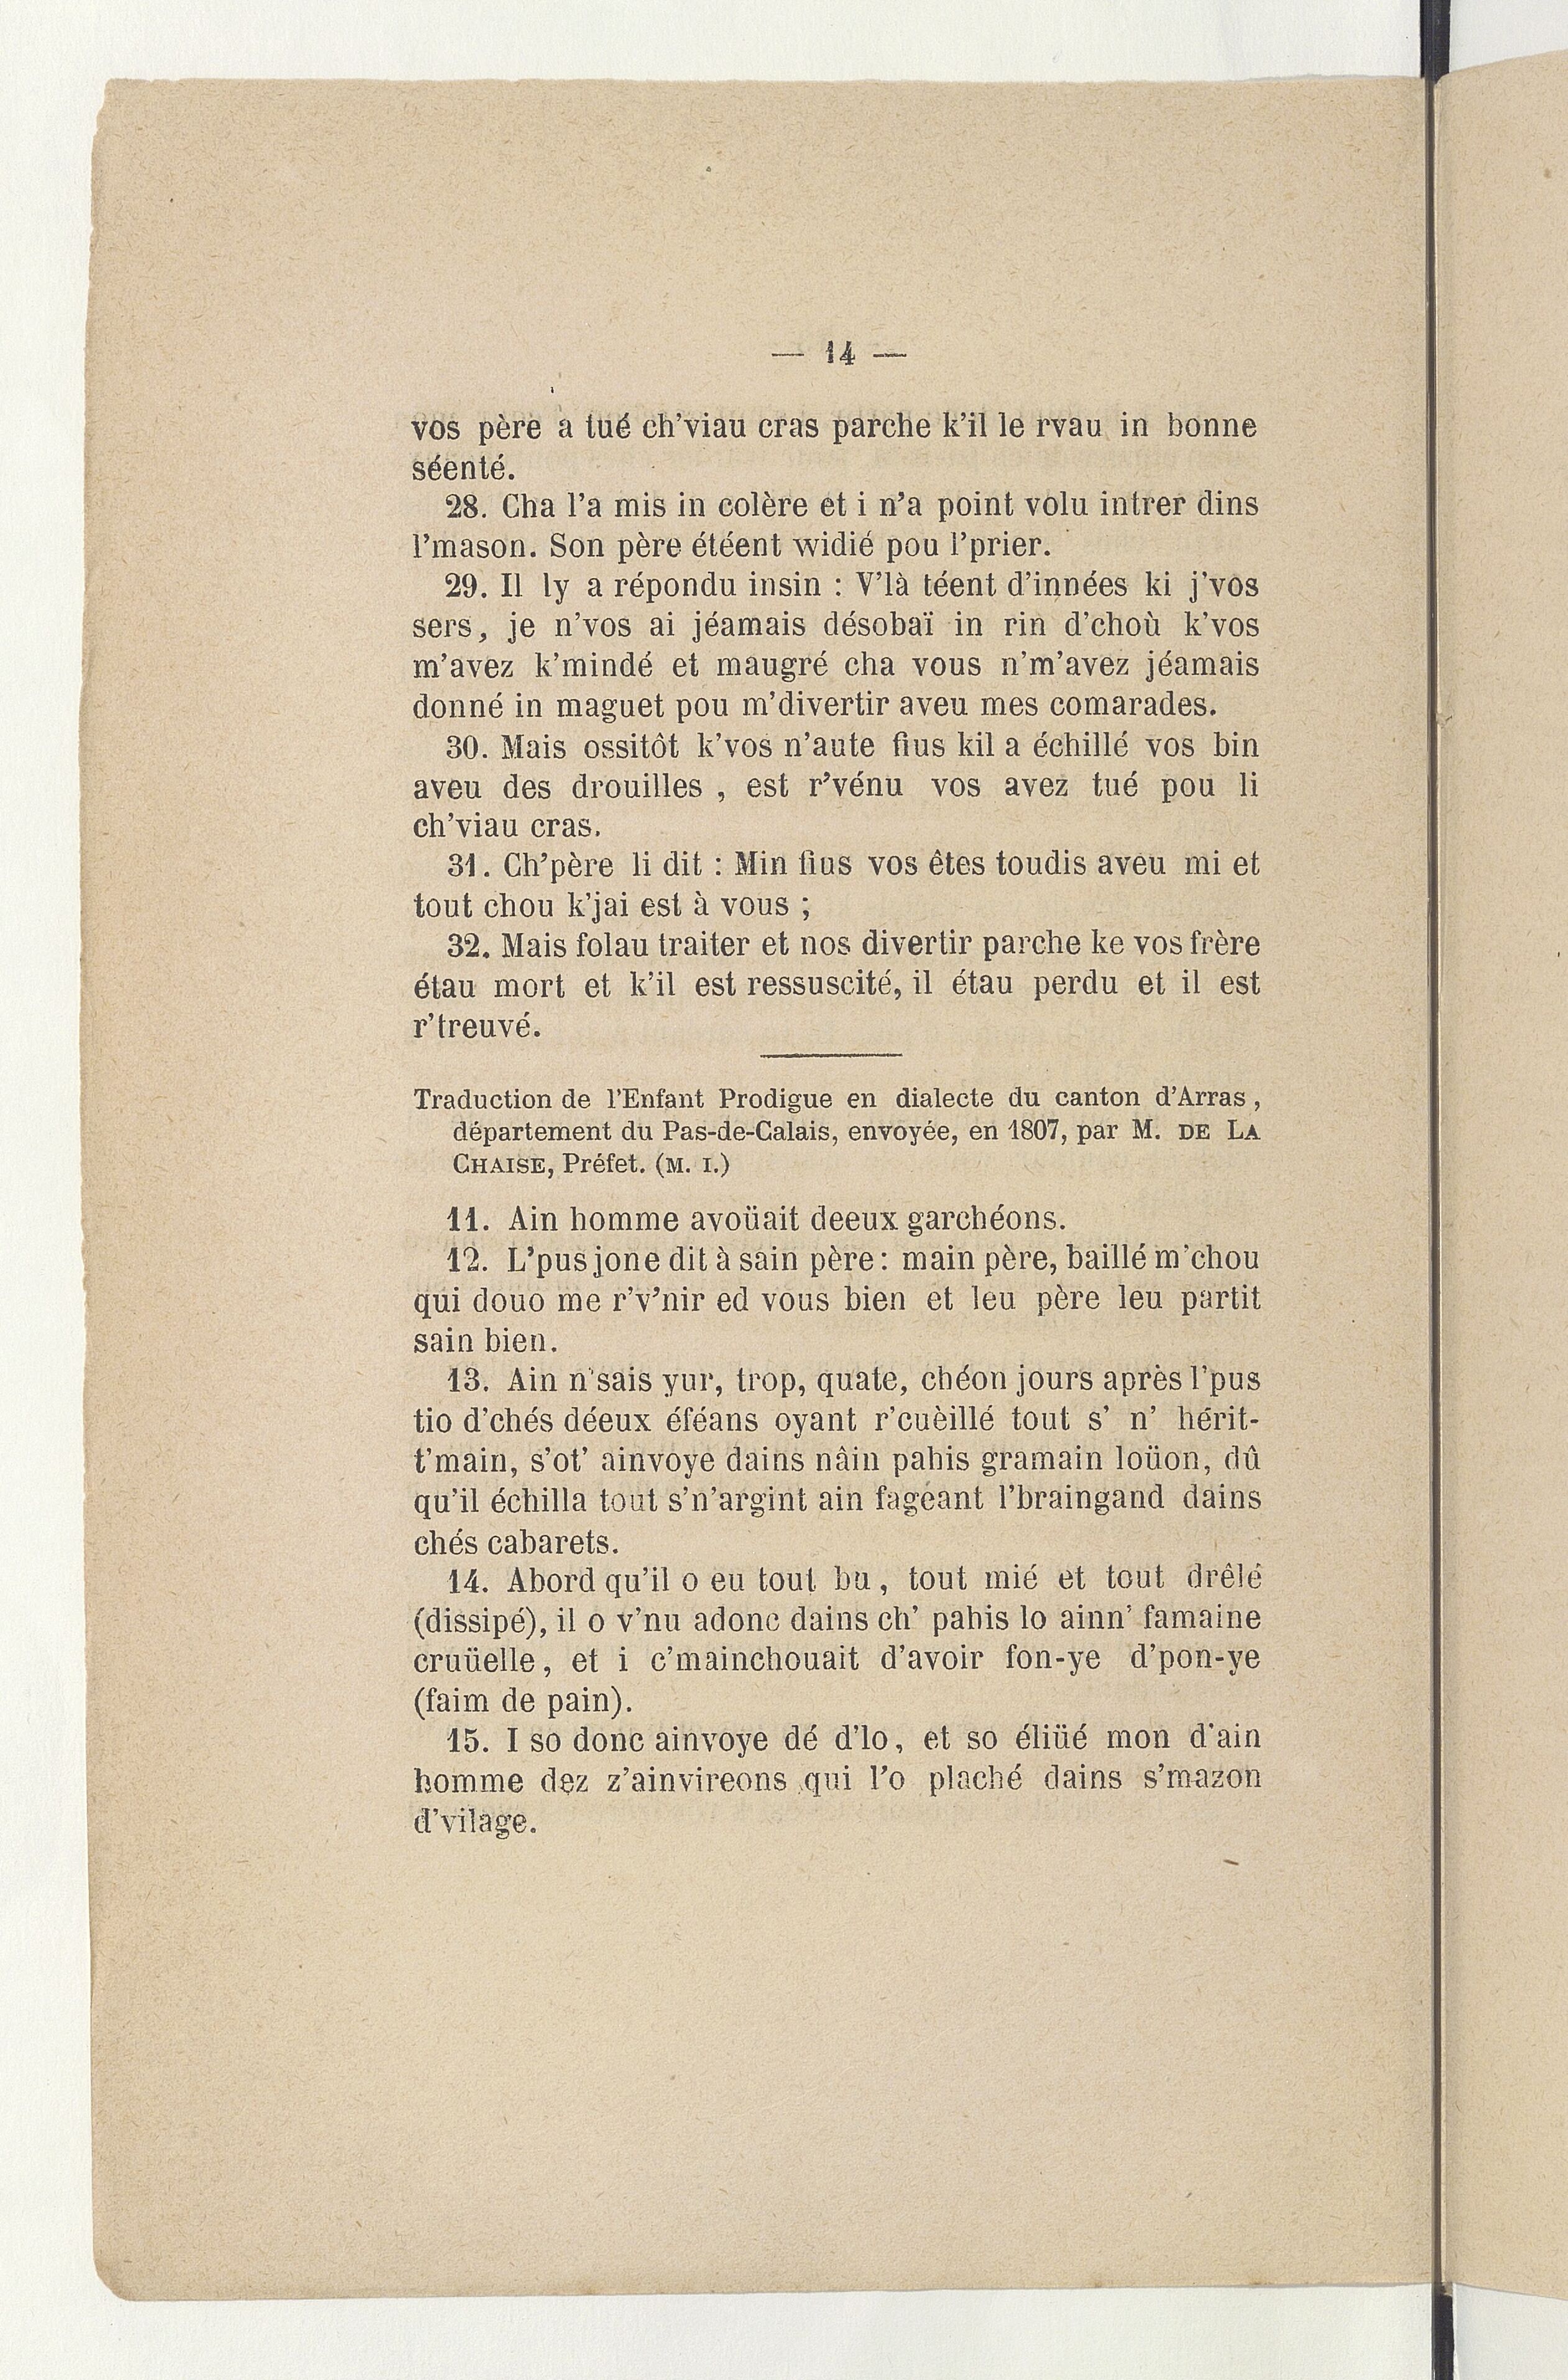 — 14 —
vos père a tué ch'viau cras parche k'il le rvau in bonne
séenté.
28. Cha l'a mis in colère et i n'a point volu intrer dins
l'mason. Son père étéent widié pou l'prier.
29. Il ly a répondu insin : V'là téent d'innées ki j'vos
sers, je n'vos ai jéamais désobaï in rin d'choù k'vos
m'avez k'mindé et maugré cha vous n'm'avez jéamais
donné in maguet pou m'divertir aveu mes comarades.
30. Mais ossitôt k'vos n'aute fius kil a échillé vos bin
aveu des drouilles , est r'vénu vos avez tué pou li
ch'viau cras.
31. Ch'père li dit : Min fius vos êtes toudis aveu mi et
tout chou k'jai est à vous ;
32. Mais folau traiter et nos divertir parche ke vos frère
étau mort et k'il est ressuscité, il étau perdu et il est
r'treuvé.
Traduction de l'Enfant Prodigue en dialecte du canton d'Arras,
département du Pas-de-Calais, envoyée, en 1807, par M. DE LA
CHAISE, Préfet. (M. I.)
11. Ain homme avoüait deeux garchéons.
12. L'pus jone dit à sain père : main père, baillé m'chou
qui douo me r'v'nir ed vous bien et leu père leu partit
sain bien.
13. Ain n'sais yur, trop, quate, chéon jours après l'pus
tio d'chés déeux éféans oyant r'cuèillé tout s' n' hérit-
t'main, s'ot' ainvoye dains nâin pahis gramain loüon, dû
qu'il échilla tout s'n'argint ain fagéant l'braingand dains
chés cabarets.
14. Abord qu'il o eu tout bu, tout mié et tout drêlé
(dissipé), il o v'nu adonc dains ch' pahis lo ainn' famaine
cruüelle, et i c'mainchouait d'avoir fon-ye d'pon-ye
(faim de pain).
15. I so donc ainvoye dé d'lo, et so éliüé mon d'ain
homme dez z'ainvireons qui l'o plaché dains s'mazon
d'vilage.